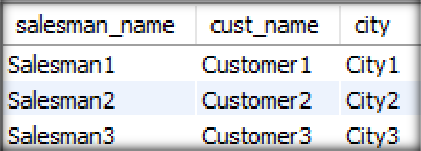 salesman_name cust_name city
Salesman1 Customer1 City1
Salesman2 Customer2 City2
Salesman3 Customer3 City3